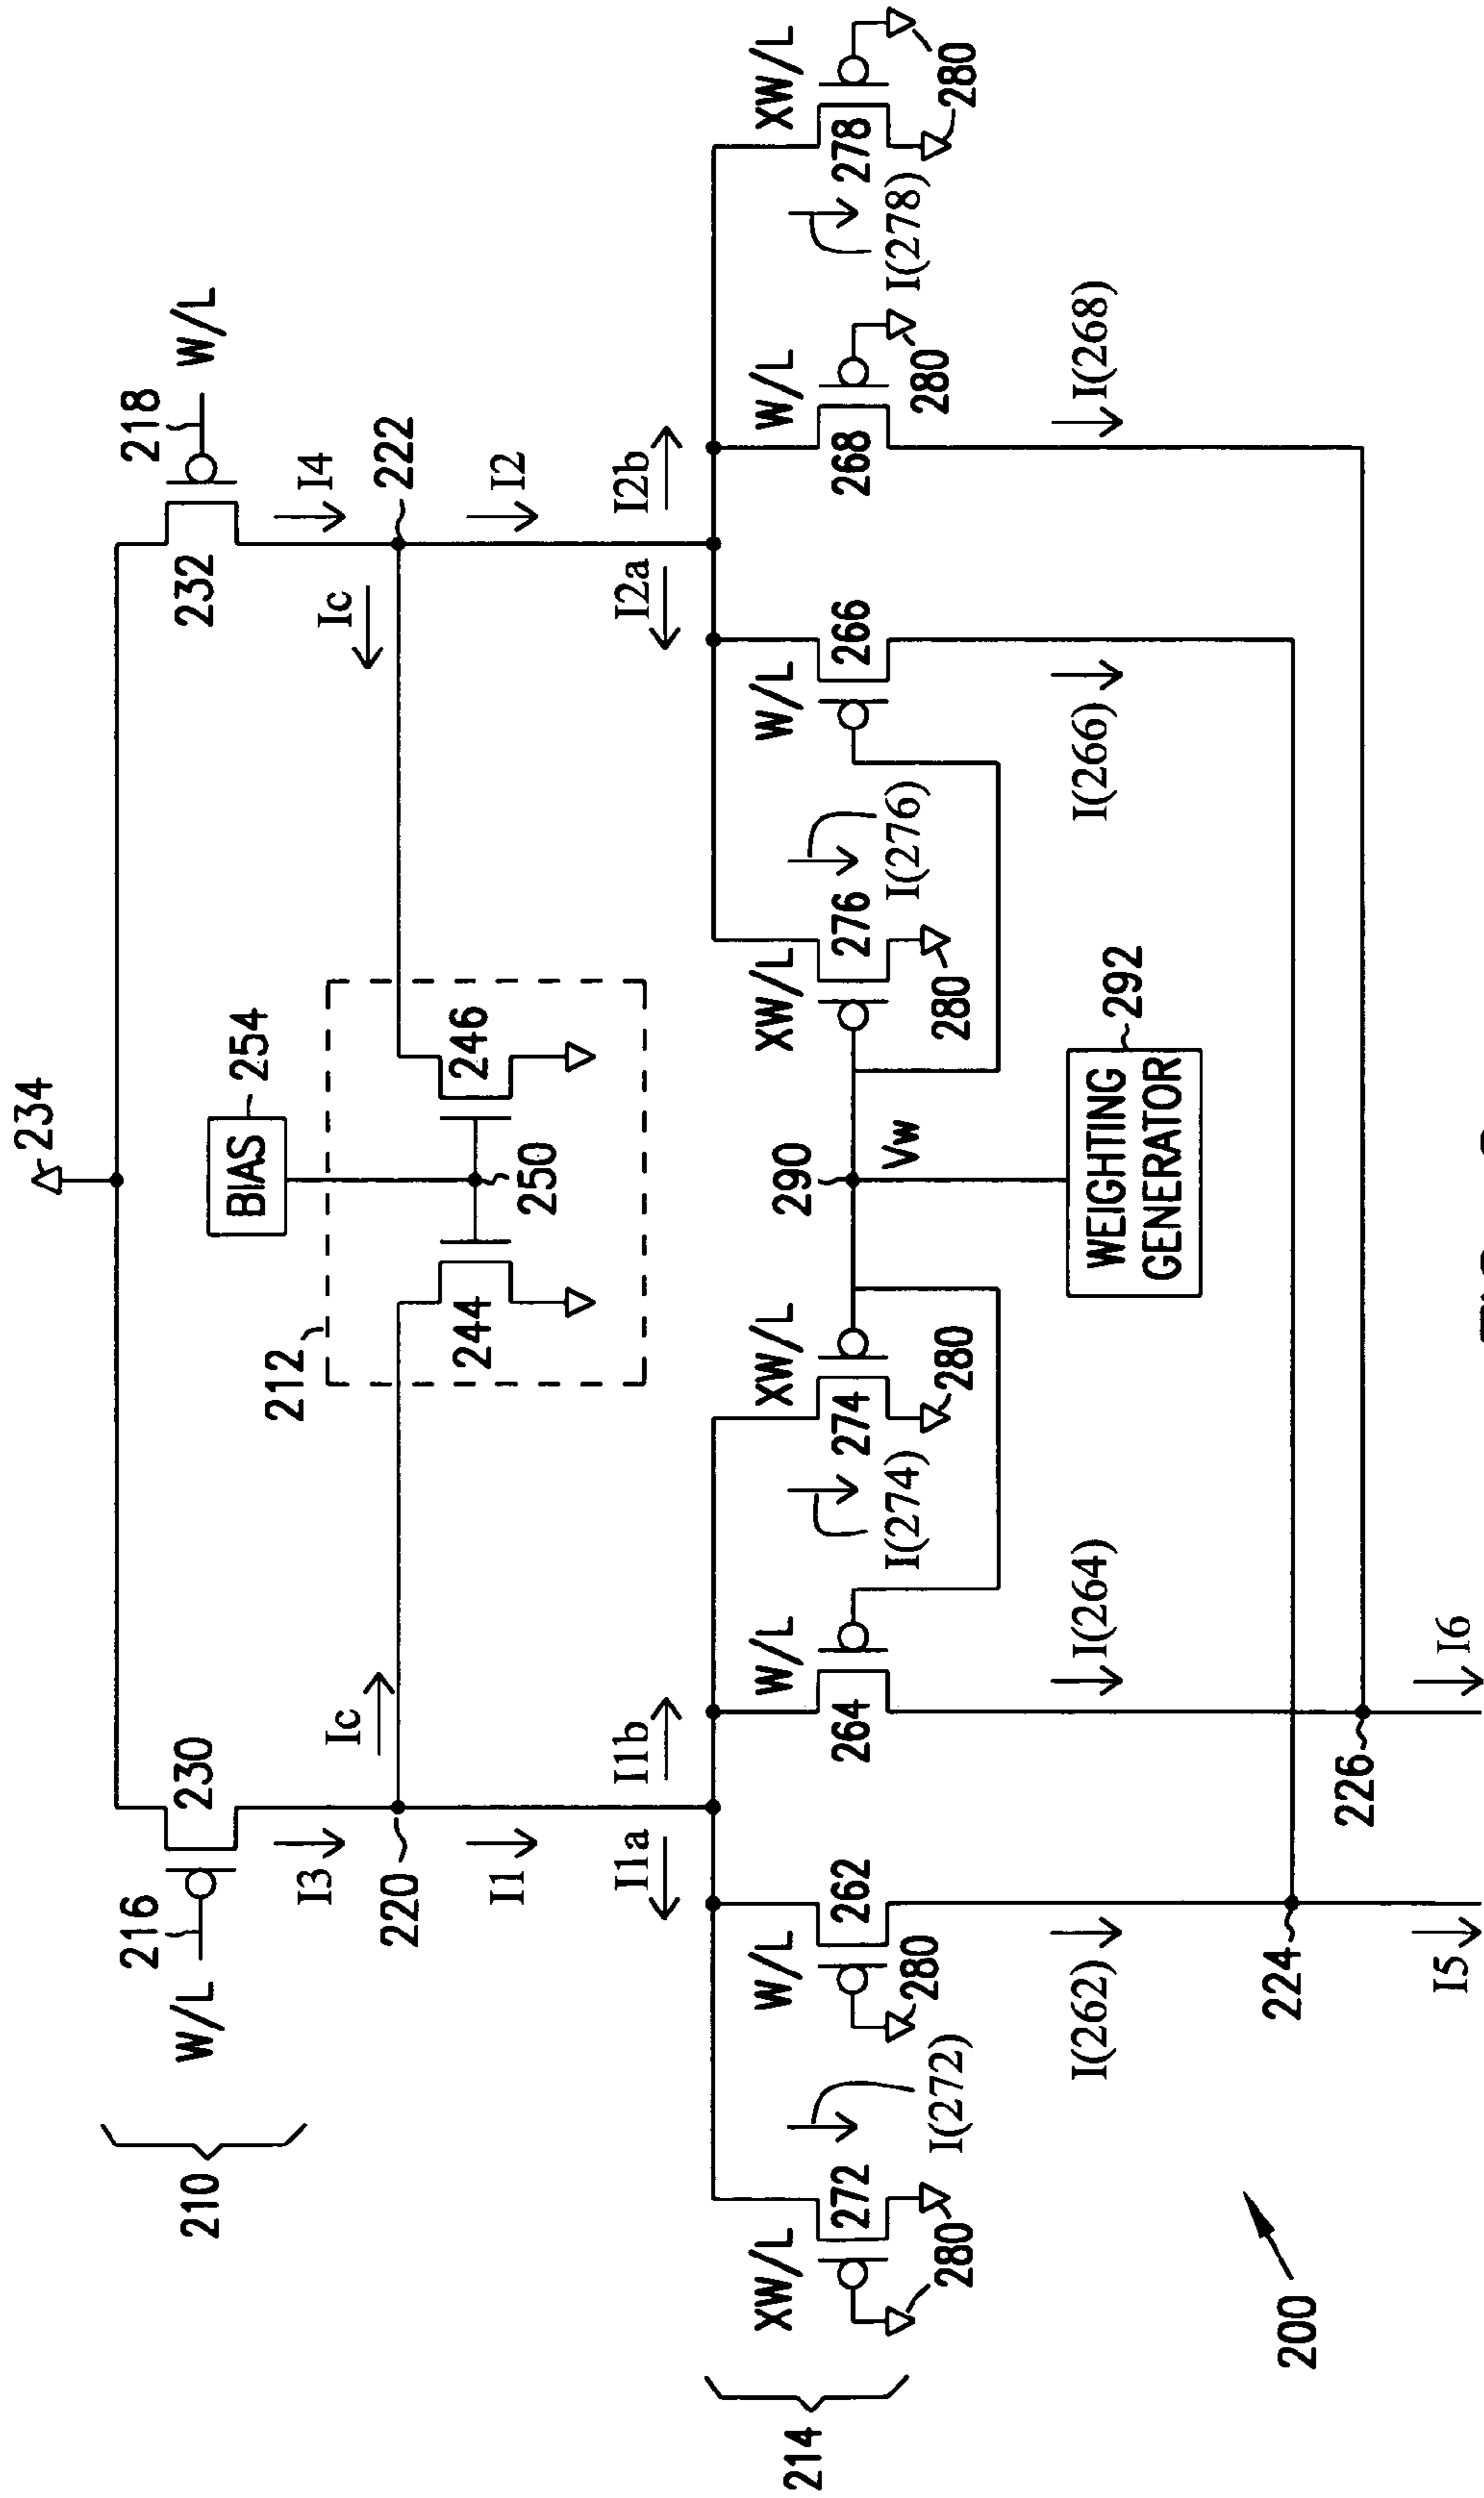 234
216
W/L
230
218
W/L
232
210
BIAS
254
I3
I4
212
220
Ic
Ic
222
244
250
246
I1
I2
I1a
I1b
I2a
I2b
214
XW/L
W/L
W/L
XW/L
290
XW/L
W/L
W/L
XW/L
272
262
264
274
276
266
268
278
Vw
280
280
280
280
280
280
I(272)
I(274)
I(276)
I(278)
WEIGHTING
GENERATOR
292
I(262)
I(264)
I(266)
I(268)
200
224
226
I5
I6